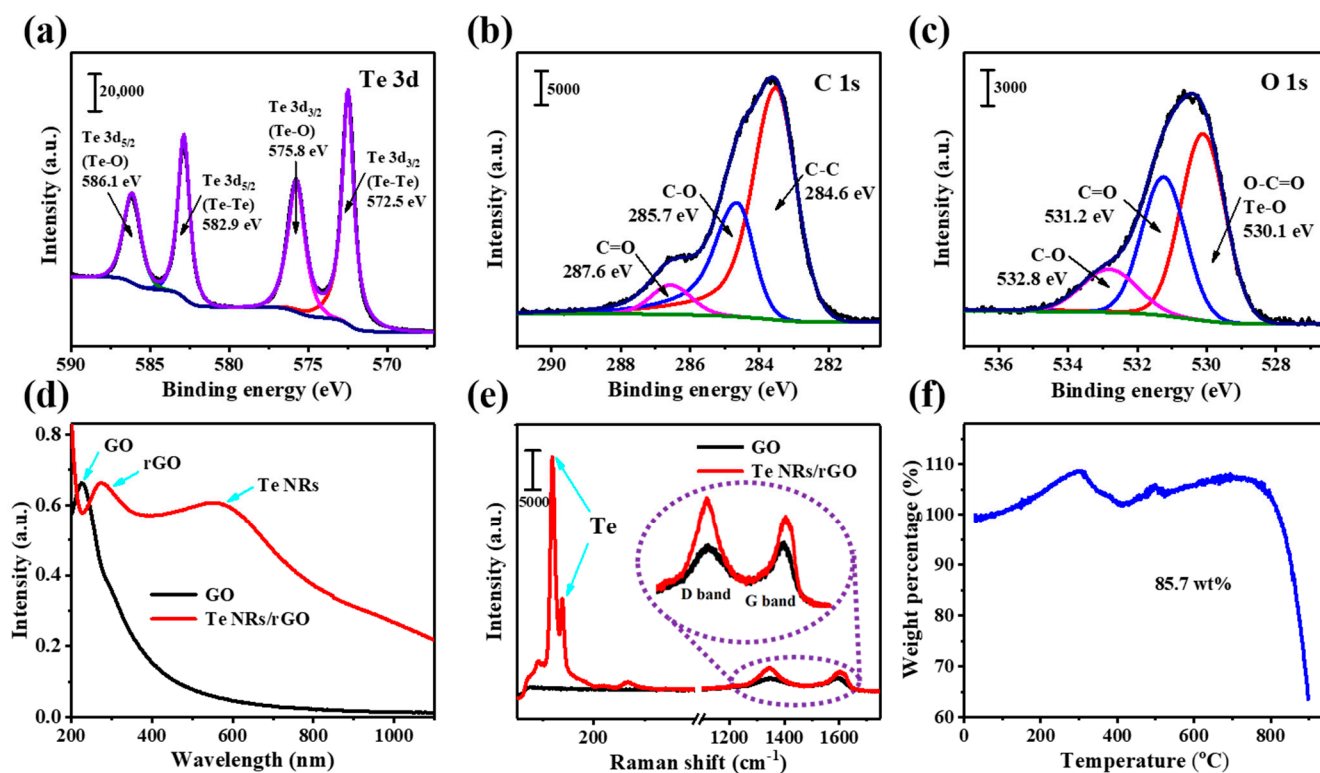 (a)
Te 3d
20,000
Te 3d5/2
(Te-O)
586.1 eV
Te 3d5/2
(Te-Te)
582.9 eV
Te 3d3/2
(Te-O)
575.8 eV
Te 3d3/2
(Te-Te)
572.5 eV
Intensity (a.u.)
590 585 580 575 570
Binding energy (eV)
(b)
C 1s
5000
C-C
284.6 eV
C-O
285.7 eV
C=O
287.6 eV
Intensity (a.u.)
290 288 286 284 282
Binding energy (eV)
(c)
O 1s
3000
C=O
531.2 eV
C-O
532.8 eV
O-C=O
Te-O
530.1 eV
Intensity (a.u.)
536 534 532 530 528
Binding energy (eV)
(d)
GO
rGO
Te NRs
GO
Te NRs/rGO
Intensity (a.u.)
0.8
0.6
0.4
0.2
0.0
200 400 600 800 1000
Wavelength (nm)
(e)
5000
Te
GO
Te NRs/rGO
D band
G band
Intensity (a.u.)
200 1200 1400 1600
Raman shift (cm-1)
(f)
85.7 wt%
Weight percentage (%)
120
110
100
90
80
70
60
0 200 400 600 800
Temperature (oC)